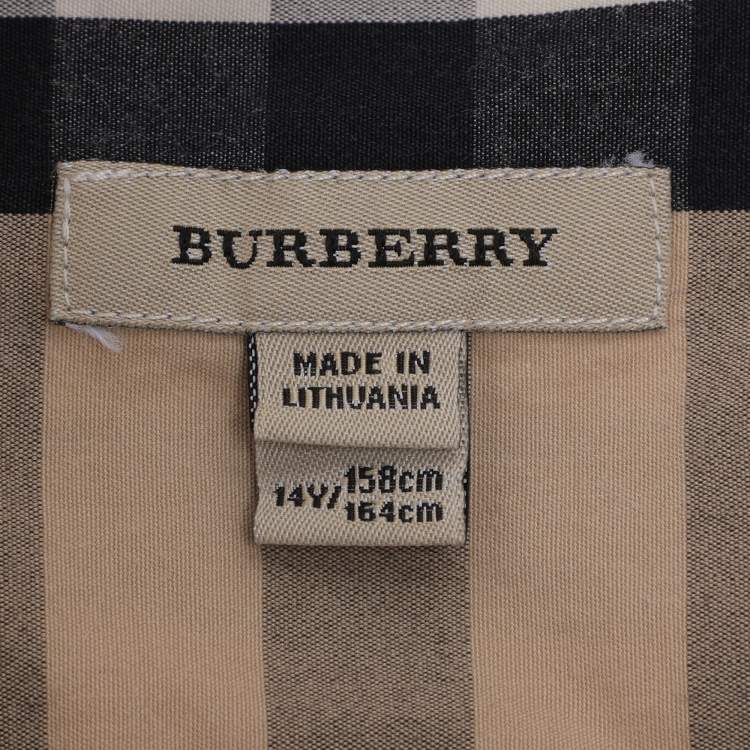 BURBERRY
MADE IN
LITHUANIA
14Y/158cm
164cm